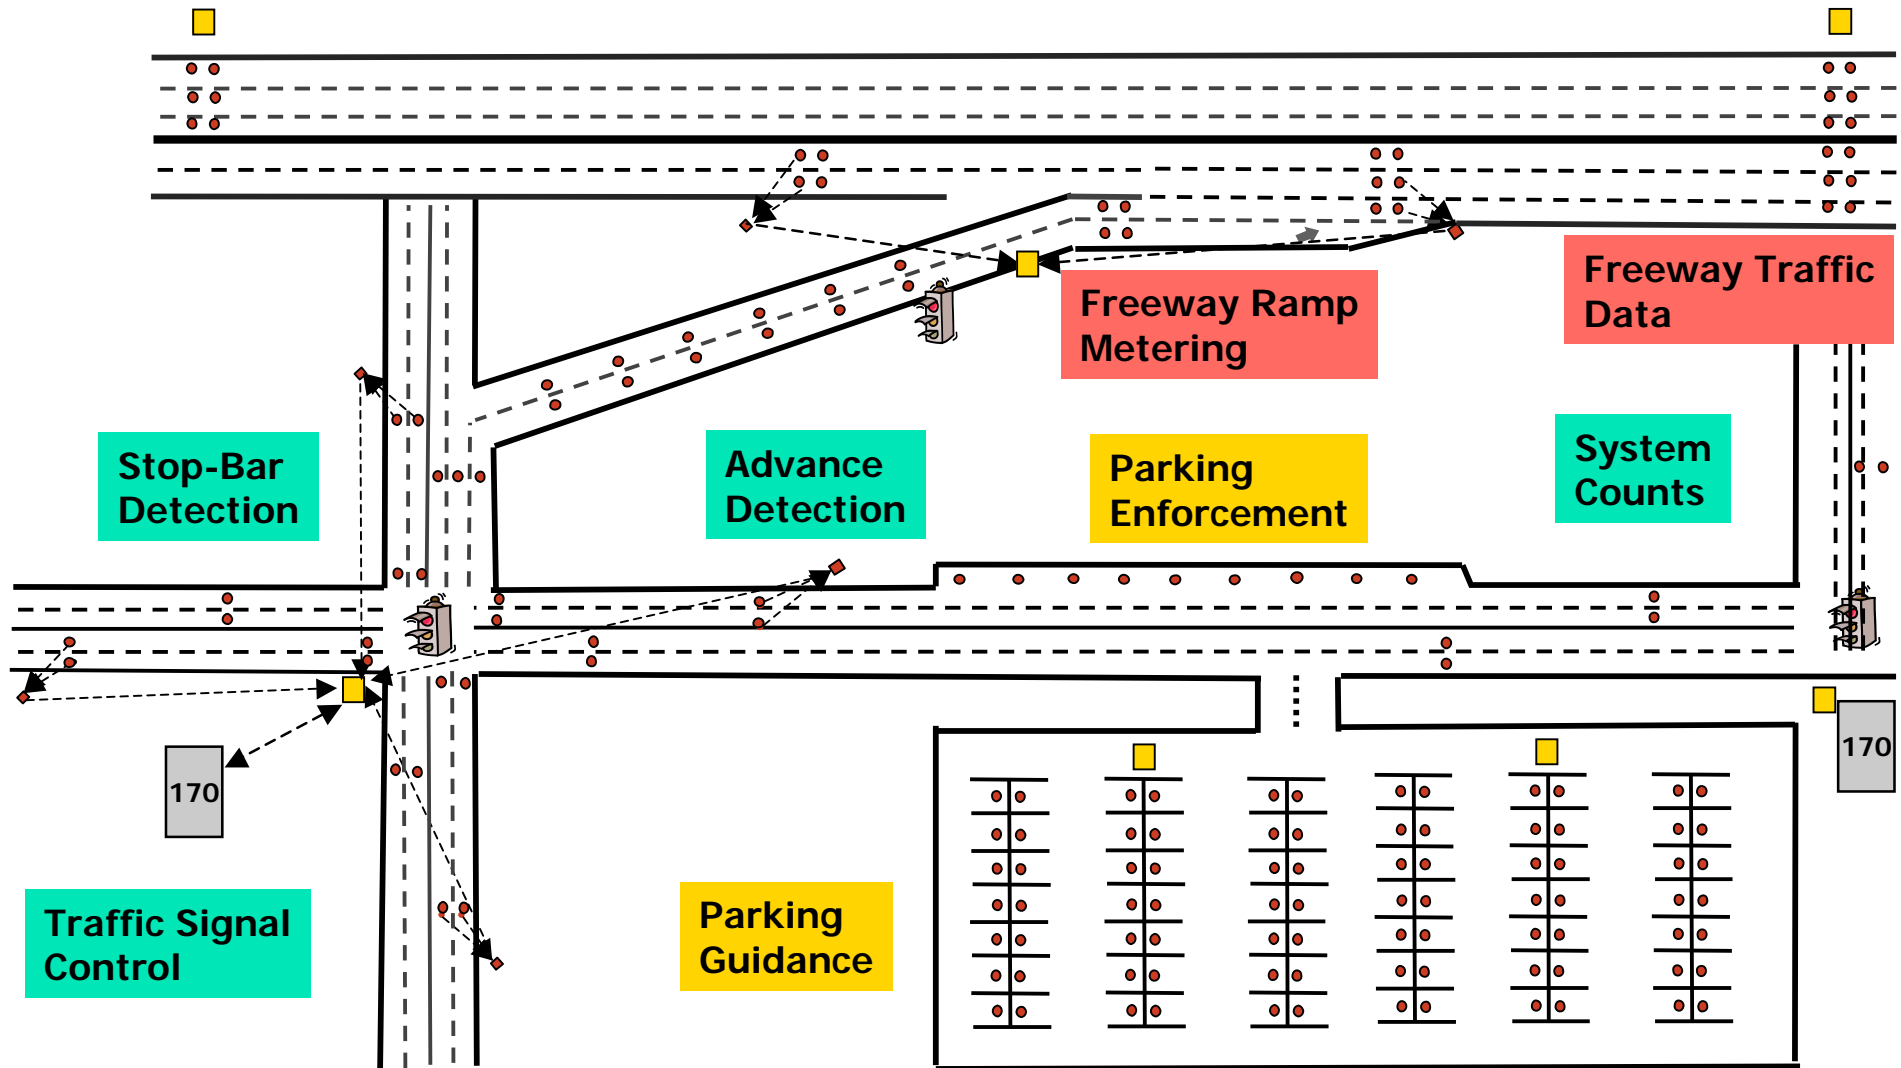 Freeway Traffic
Data
Freeway Ramp
Metering
Stop-Bar
Detection
Advance
Detection
Parking
Enforcement
System
Counts
170
170
Traffic Signal
Control
Parking
Guidance